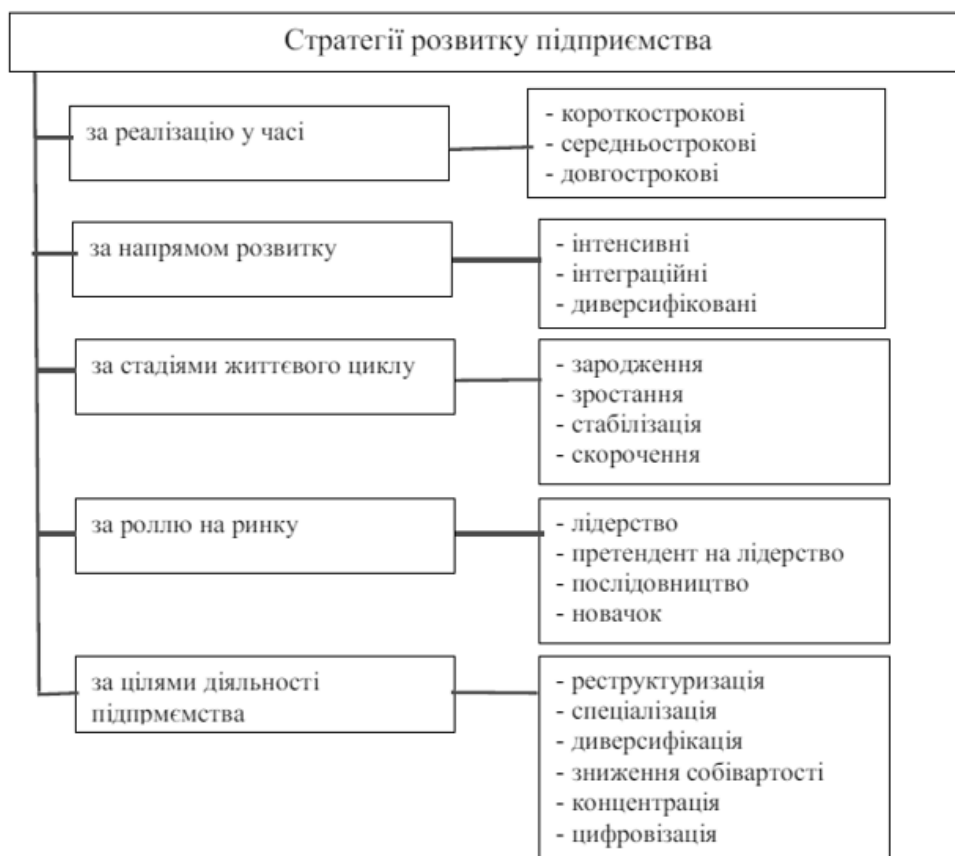 Стратегії розвитку підприємства
за реалізацію у часі
- короткострокові
- середньострокові
- довгострокові
за напрямом розвитку
- інтенсивні
- інтеграційні
- диверсифіковані
за стадіями життєвого циклу
- зародження
- зростання
- стабілізація
- скорочення
за роллю на ринку
- лідерство
- претендент на лідерство
- послідовництво
- новачок
за цілями діяльності
підпрмємства
- реструктуризація
- спеціалізація
- диверсифікація
- зниження собівартості
- концентрація
- цифровізація